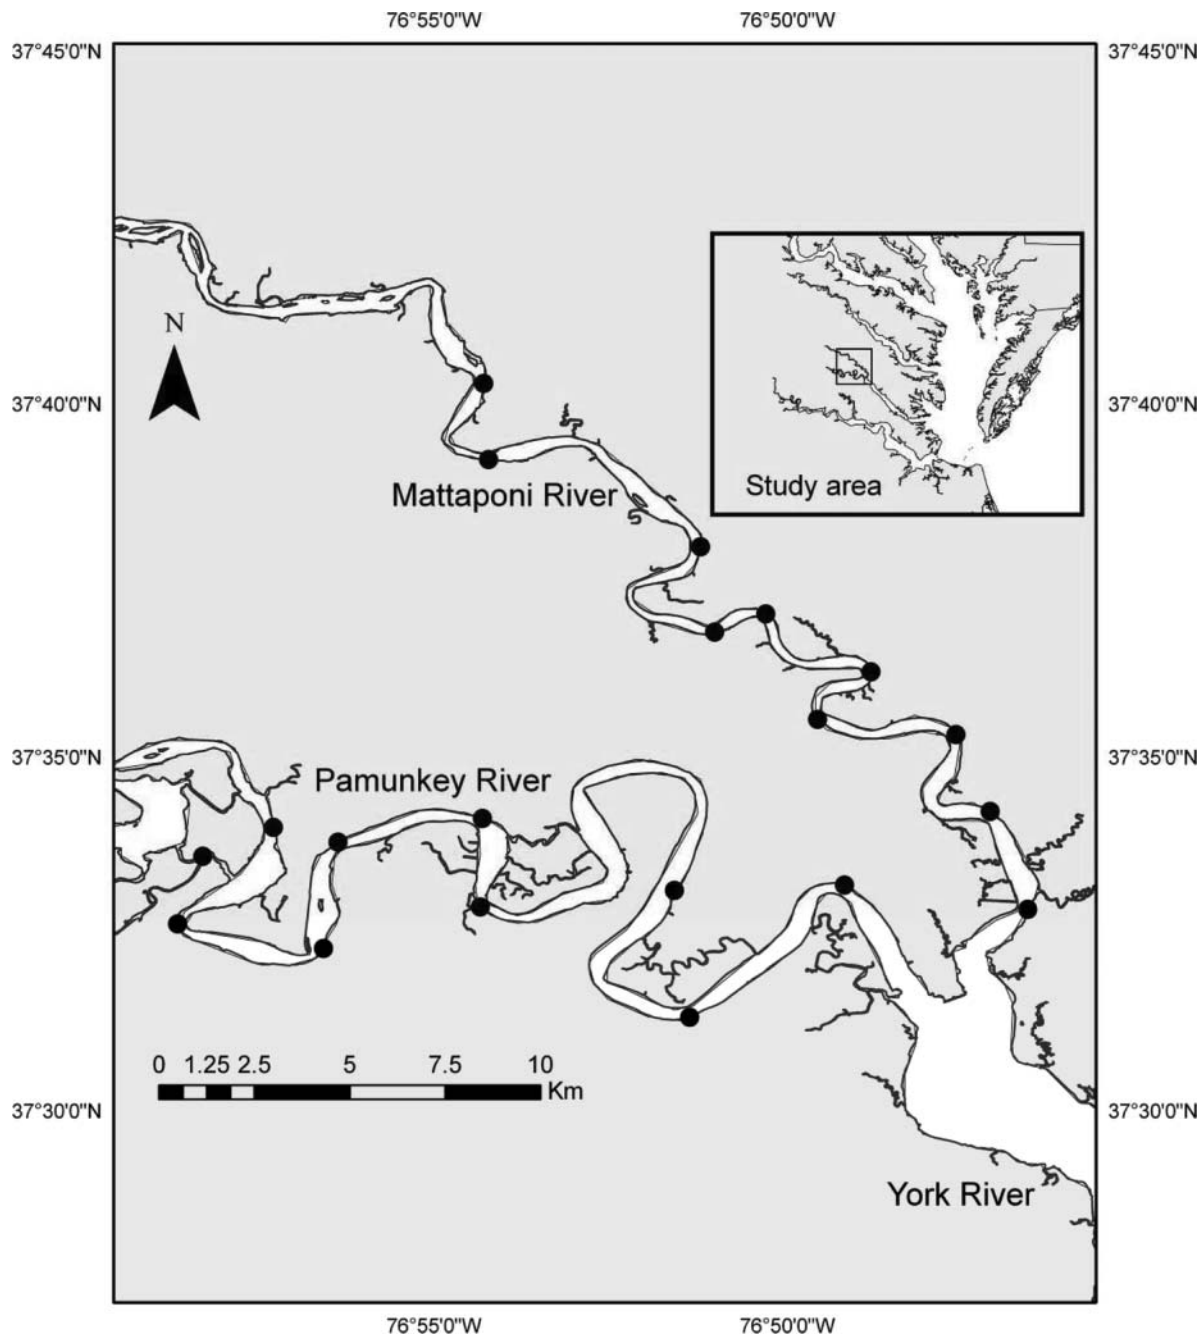 76°55'0"W 76°50'0"W
37°45'0"N 37°45'0"N
N
37°40'0"N 37°40'0"N
Mattaponi River
Study area
37°35'0"N 37°35'0"N
Pamunkey River
0 1.25 2.5 5 7.5 10
Km
37°30'0"N 37°30'0"N
York River
76°55'0"W 76°50'0"W